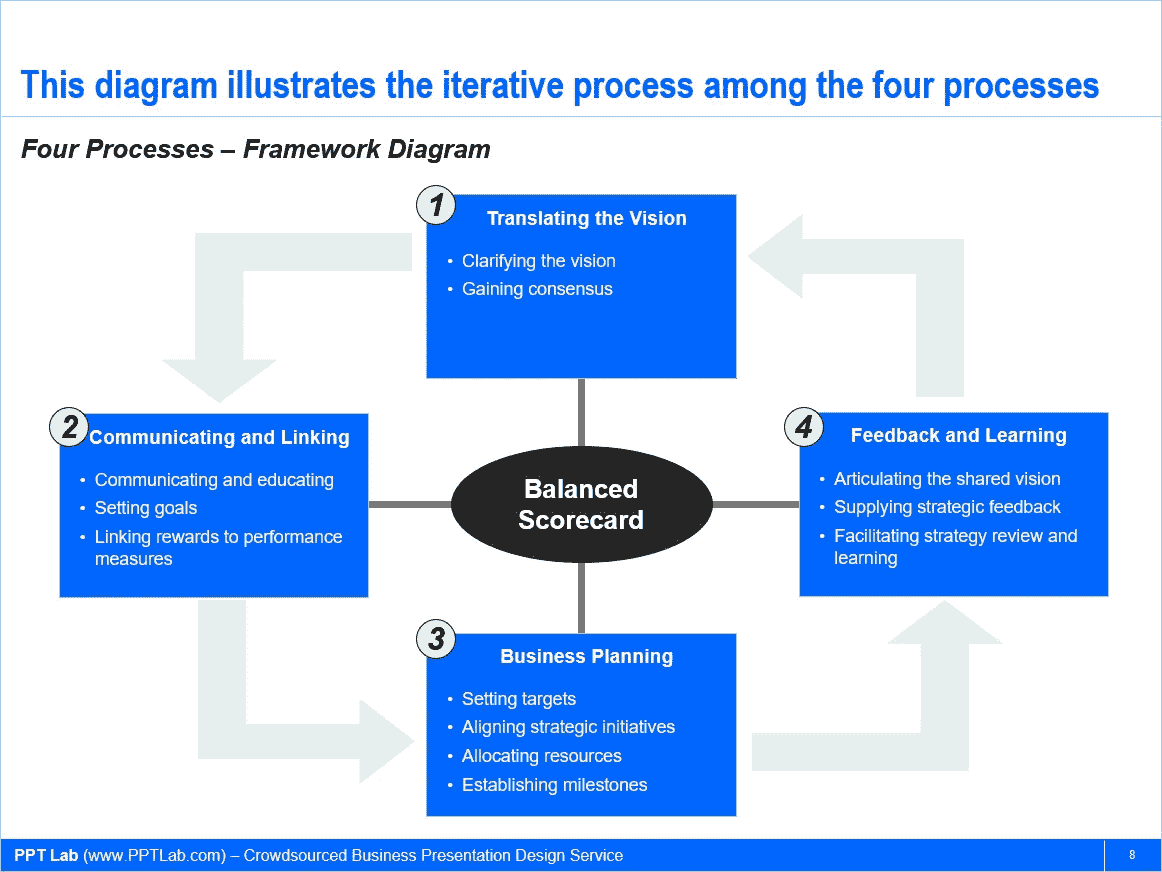 This diagram illustrates the iterative process among the four processes
Four Processes – Framework Diagram
1
Translating the Vision
• Clarifying the vision
• Gaining consensus
2
Communicating and Linking
• Communicating and educating
• Setting goals
• Linking rewards to performance
measures
Balanced
Scorecard
4
Feedback and Learning
• Articulating the shared vision
• Supplying strategic feedback
• Facilitating strategy review and
learning
3
Business Planning
• Setting targets
• Aligning strategic initiatives
• Allocating resources
• Establishing milestones
PPT Lab (www.PPTLab.com) – Crowdsourced Business Presentation Design Service
8